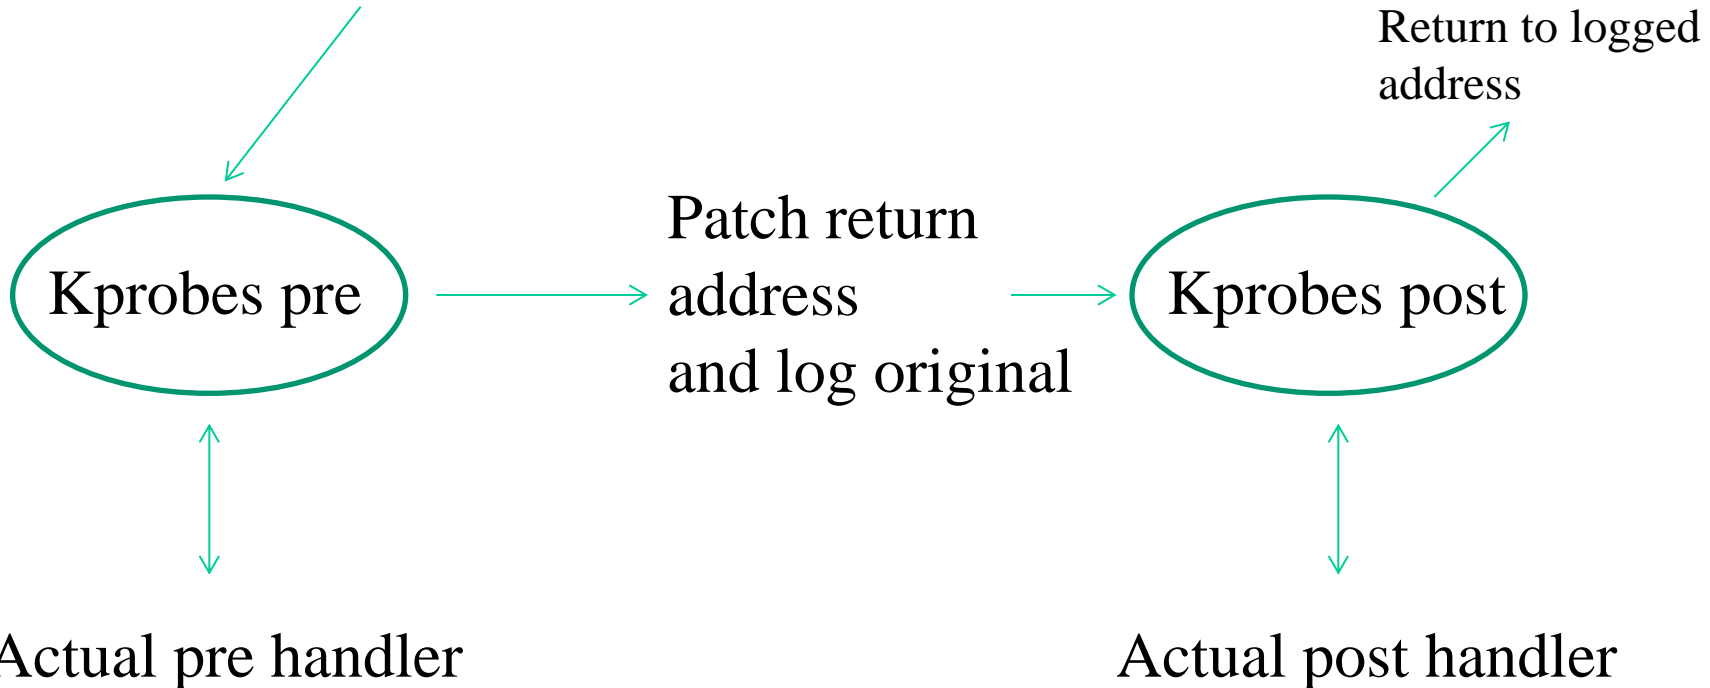 Return to logged
address
Kprobes pre
Patch return
address
and log original
Kprobes post
Actual pre handler
Actual post handler